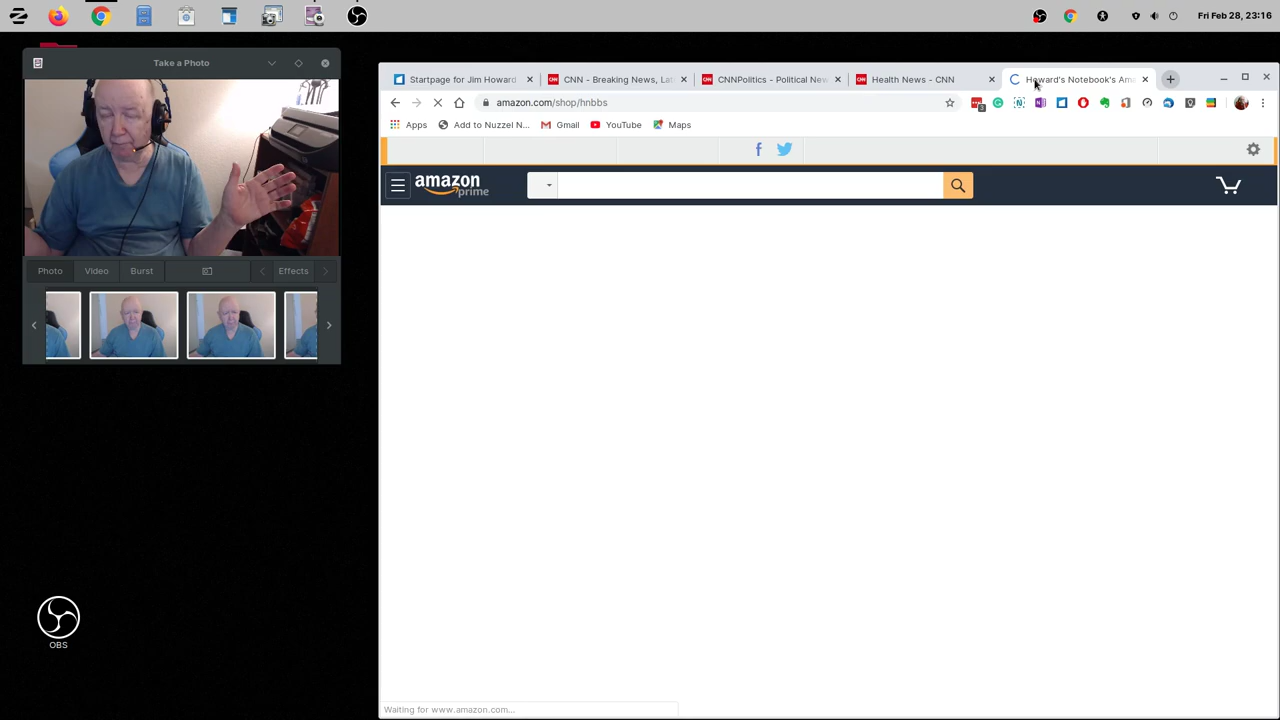 Fri Feb 28, 23:16
Take a Photo
Photo
Video
Burst
Effects
OBS
Startpage for Jim Howard
CNN - Breaking News, Lat
CNNPolitics - Political New
Health News - CNN
Howard's Notebook's Ama
amazon.com/shop/hnbbs
3
Apps
Add to Nuzzel N...
Gmail
YouTube
Maps
amazon
prime
Waiting for www.amazon.com...